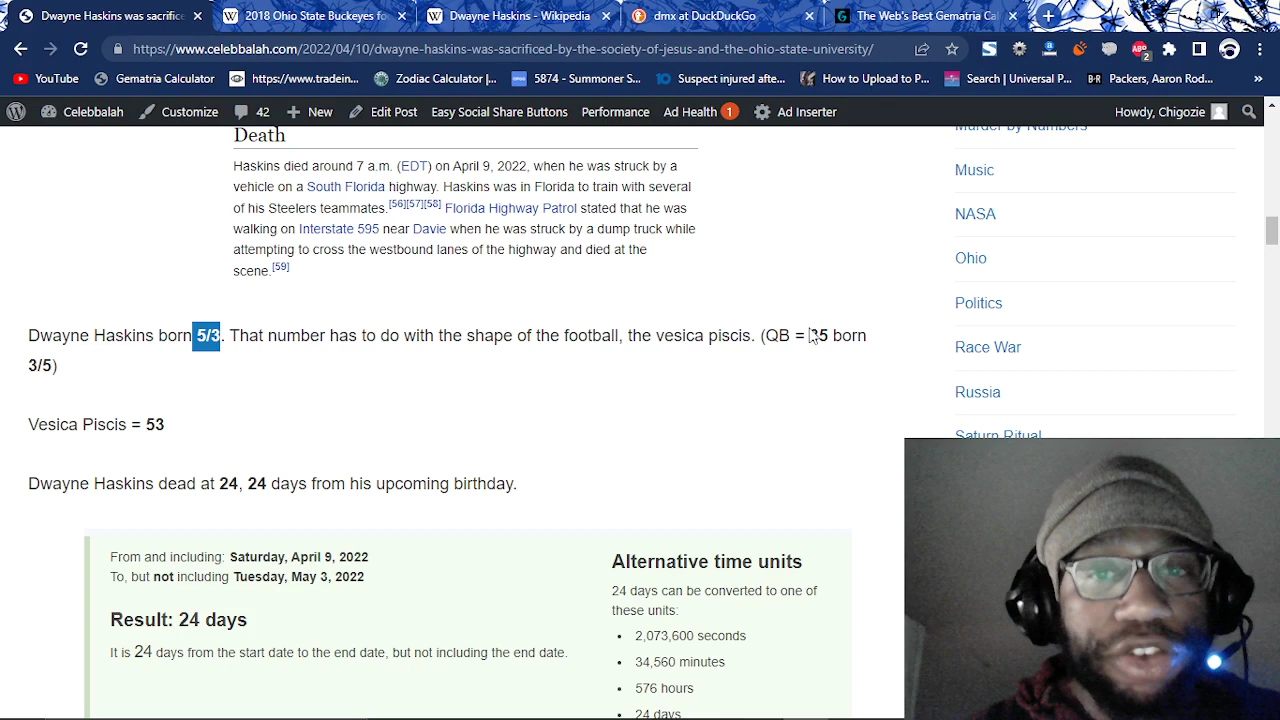 Dwayne Haskins was sacrific
2018 Ohio State Buckeyes fo
Dwayne Haskins - Wikipedia
dmx at DuckDuckGo
The Web's Best Gematria Cal
https://www.celebbalah.com/2022/04/10/dwayne-haskins-was-sacrificed-by-the-society-of-jesus-and-the-ohio-state-university/
YouTube
Gematria Calculator
https://www.tradein...
Zodiac Calculator |...
5874 - Summoner S...
Suspect injured afte...
How to Upload to P...
Search | Universal P...
Packers, Aaron Rod...
Celebbalah
Customize
42
New
Edit Post
Easy Social Share Buttons
Performance
Ad Health 1
Ad Inserter
Howdy, Chigozie
Death
Haskins died around 7 a.m. (EDT) on April 9, 2022, when he was struck by a
vehicle on a South Florida highway. Haskins was in Florida to train with several
of his Steelers teammates.[56][57][58] Florida Highway Patrol stated that he was
walking on Interstate 595 near Davie when he was struck by a dump truck while
attempting to cross the westbound lanes of the highway and died at the
scene.[59]
Dwayne Haskins born 5/3. That number has to do with the shape of the football, the vesica piscis. (QB = 35 born
3/5)
Vesica Piscis = 53
Dwayne Haskins dead at 24, 24 days from his upcoming birthday.
From and including: Saturday, April 9, 2022
To, but not including Tuesday, May 3, 2022
Result: 24 days
It is 24 days from the start date to the end date, but not including the end date.
Alternative time units
24 days can be converted to one of
these units:
2,073,600 seconds
34,560 minutes
576 hours
24 days
Murder by Numbers
Music
NASA
Ohio
Politics
Race War
Russia
Saturn Ritual